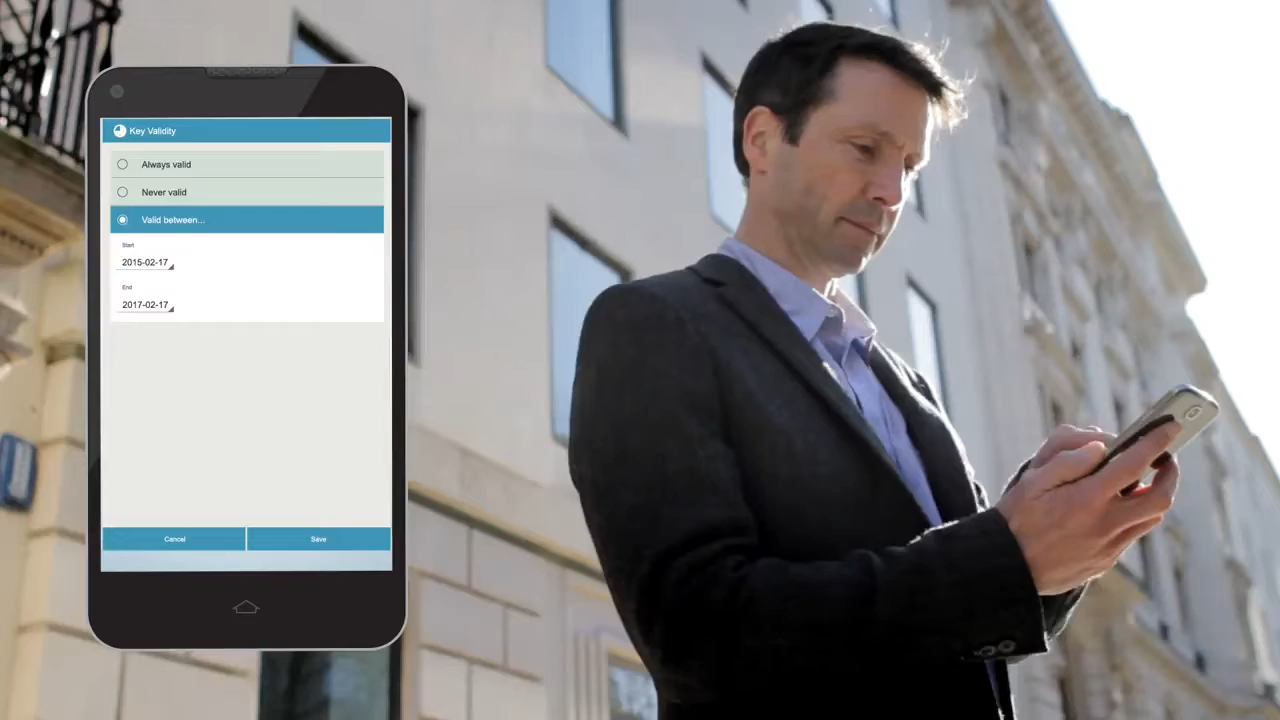 Key Validity
Always valid
Never valid
Valid between...
Start
2015-02-17
End
2017-02-17
Cancel
Save